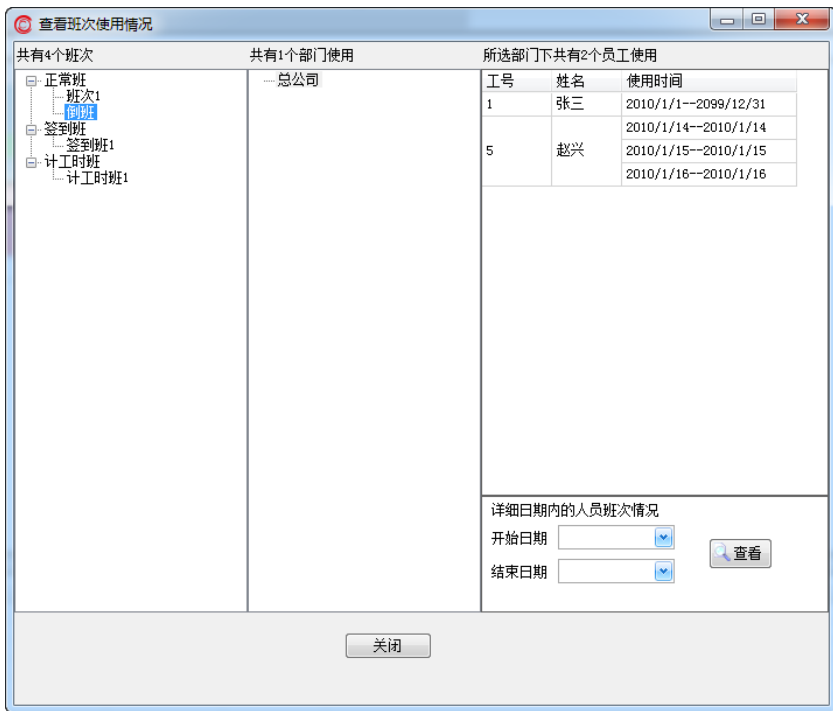 查看班次使用情况
共有4个班次
正常班
班次1
倒班
签到班
签到班1
计工时班
计工时班1
共有1个部门使用
总公司
所选部门下共有2个员工使用
工号 姓名 使用时间
1 张三 2010/1/1--2099/12/31
2010/1/14--2010/1/14
5 赵兴 2010/1/15--2010/1/15
2010/1/16--2010/1/16
详细日期内的人员班次情况
开始日期
结束日期
查看
关闭